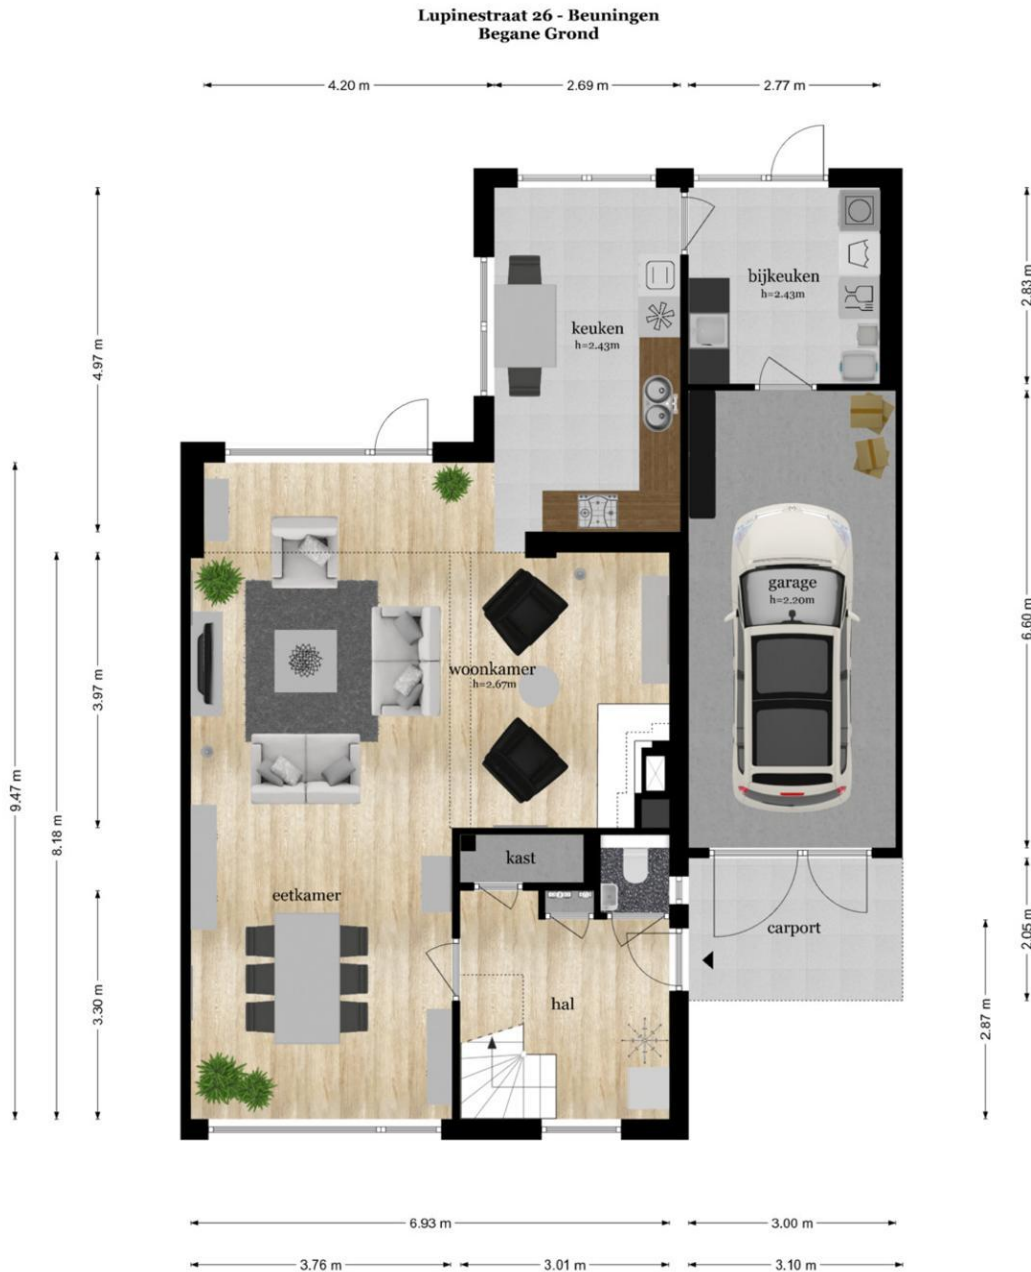 Lupinestraat 26 - Beuningen
Begane Grond
4.20 m
2.69 m
2.77 m
bijkeuken
h=2.43m
2.83 m
keuken
h=2.43m
4.97 m
garage
h=2.20m
6.60 m
woonkamer
h=2.67m
3.97 m
9.47 m
8.18 m
kast
eetkamer
carport
2.05 m
hal
3.30 m
2.87 m
6.93 m
3.00 m
3.76 m
3.01 m
3.10 m